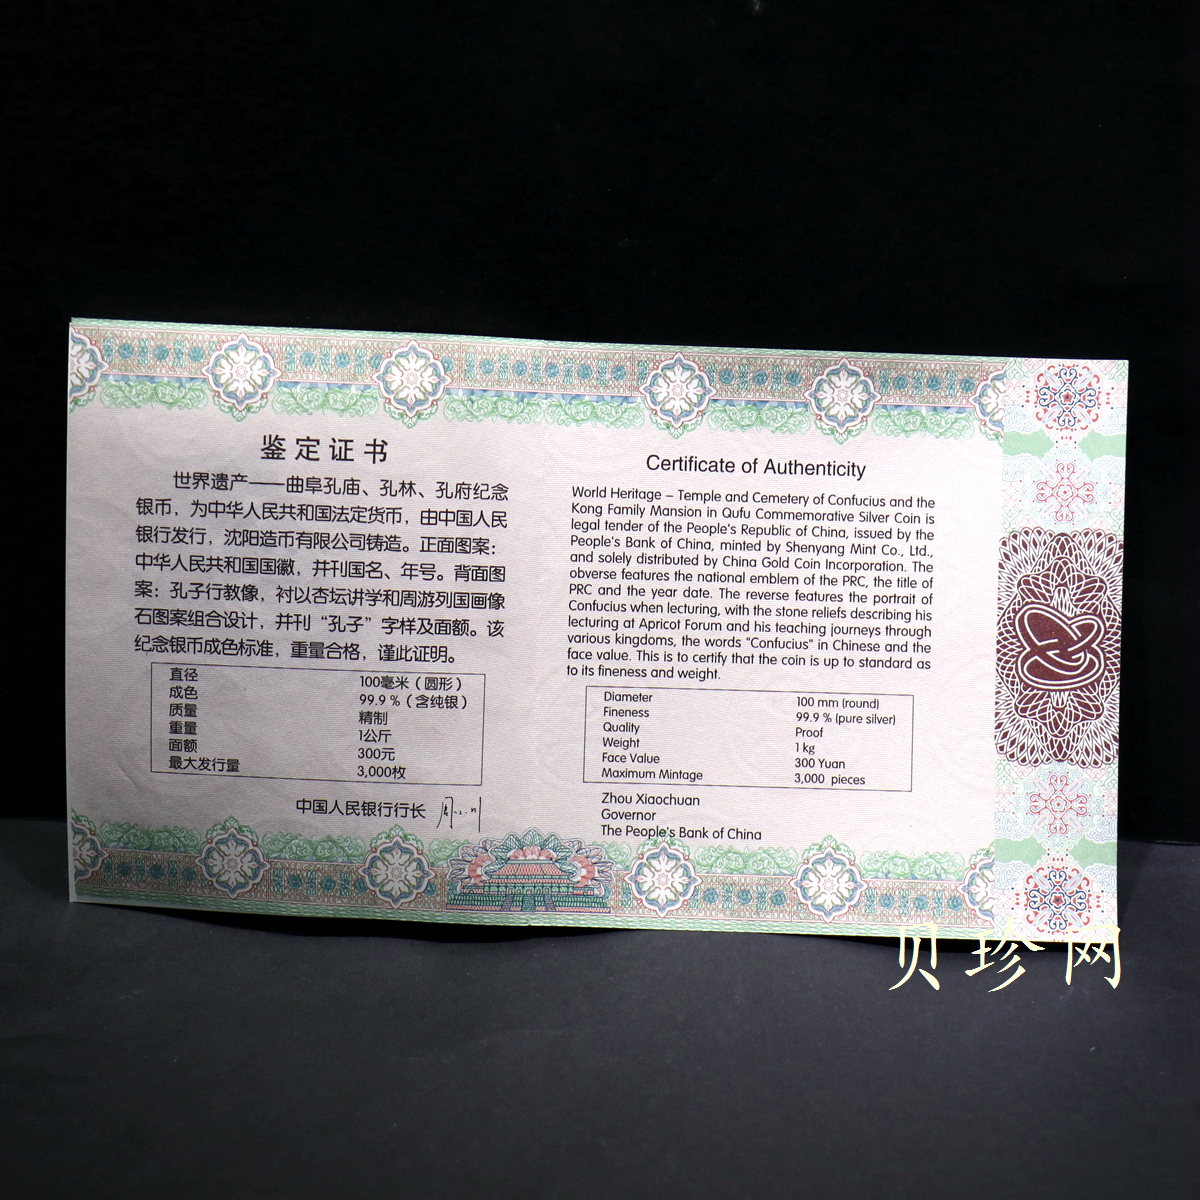 鉴定证书
世界遗产——曲阜孔庙、孔林、孔府纪念
银币，为中华人民共和国法定货币，由中国人民
银行发行，沈阳造币有限公司铸造。正面图案：
中华人民共和国国徽，并刊国名、年号。背面图
案：孔子行教像，衬以杏坛讲学和周游列国画像
石图案组合设计，并刊“孔子”字样及面额。该
纪念银币成色标准，重量合格，谨此证明。
直径 100毫米（圆形）
成色 99.9％（含纯银）
质量 精制
重量 1公斤
面额 300元
最大发行量 3,000枚
中国人民银行行长
Certificate of Authenticity
World Heritage – Temple and Cemetery of Confucius and the
Kong Family Mansion in Qufu Commemorative Silver Coin is
legal tender of the People's Republic of China, issued by the
People's Bank of China, minted by Shenyang Mint Co., Ltd.,
and solely distributed by China Gold Coin Incorporation. The
obverse features the national emblem of the PRC, the title of
PRC and the year date. The reverse features the portrait of
Confucius when lecturing, with the stone reliefs describing his
lecturing at Apricot Forum and his teaching journeys through
various kingdoms, the words “Confucius” in Chinese and the
face value. This is to certify that the coin is up to standard as
to its fineness and weight.
Diameter 100 mm (round)
Fineness 99.9 % (pure silver)
Quality Proof
Weight 1 kg
Face Value 300 Yuan
Maximum Mintage 3,000 pieces
Zhou Xiaochuan
Governor
The People's Bank of China
贝珍网